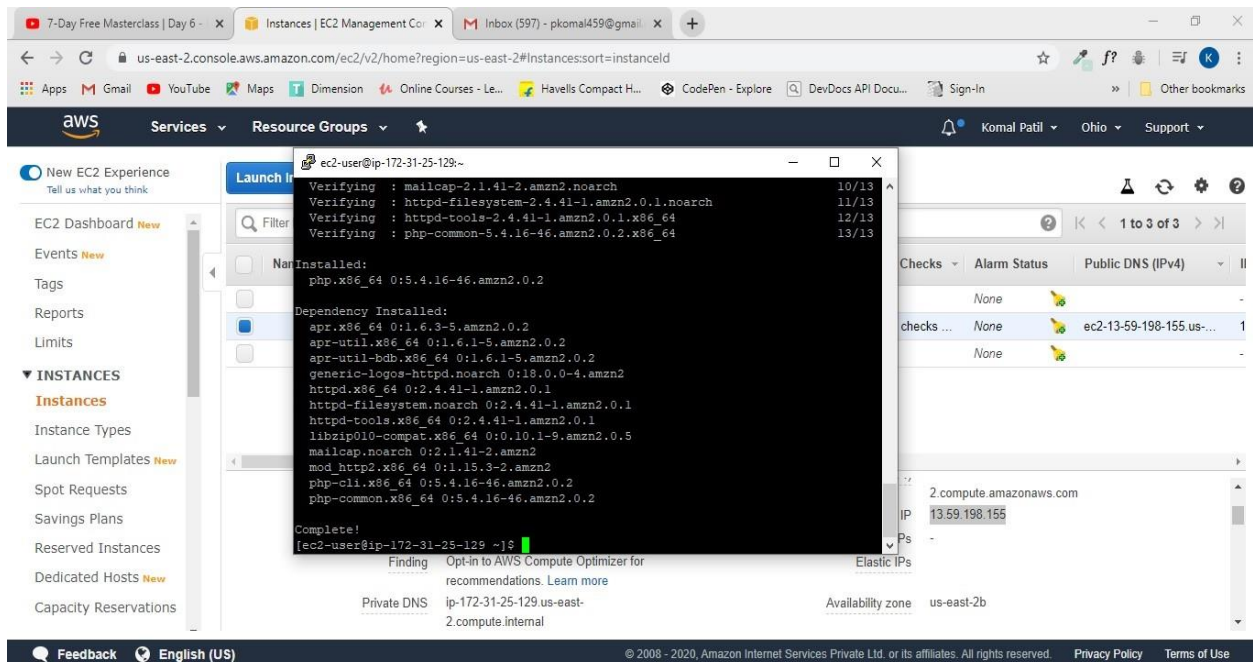 7-Day Free Masterclass | Day 6 -
Instances | EC2 Management Con
Inbox (597) - pkomal459@gmail.
us-east-2.console.aws.amazon.com/ec2/v2/home?region=us-east-2#Instances:sort=instanceId
f?
K
Apps Gmail YouTube Maps Dimension Online Courses - Le... Havells Compact H... CodePen - Explore DevDocs API Docu... Sign-In » Other bookmarks
aws Services Resource Groups Komal Patil Ohio Support
New EC2 Experience
Tell us what you think
EC2 Dashboard New
Events New
Tags
Reports
Limits
INSTANCES
Instances
Instance Types
Launch Templates New
Spot Requests
Savings Plans
Reserved Instances
Dedicated Hosts New
Capacity Reservations
Launch In
Filter
1 to 3 of 3
Nan
Checks Alarm Status Public DNS (IPv4)
None
checks ... None ec2-13-59-198-155.us-... 1
None
ec2-user@ip-172-31-25-129:~
Verifying : mailcap-2.1.41-2.amzn2.noarch 10/13
Verifying : httpd-filesystem-2.4.41-1.amzn2.0.1.noarch 11/13
Verifying : httpd-tools-2.4.41-1.amzn2.0.1.x86_64 12/13
Verifying : php-common-5.4.16-46.amzn2.0.2.x86_64 13/13
Installed:
php.x86_64 0:5.4.16-46.amzn2.0.2
Dependency Installed:
apr.x86_64 0:1.6.3-5.amzn2.0.2
apr-util.x86_64 0:1.6.1-5.amzn2.0.2
apr-util-bdb.x86_64 0:1.6.1-5.amzn2.0.2
generic-logos-httpd.noarch 0:18.0.0-4.amzn2
httpd.x86_64 0:2.4.41-1.amzn2.0.1
httpd-filesystem.noarch 0:2.4.41-1.amzn2.0.1
httpd-tools.x86_64 0:2.4.41-1.amzn2.0.1
libzip010-compat.x86_64 0:0.10.1-9.amzn2.0.5
mailcap.noarch 0:2.1.41-2.amzn2
mod_http2.x86_64 0:1.15.3-2.amzn2
php-cli.x86_64 0:5.4.16-46.amzn2.0.2
php-common.x86_64 0:5.4.16-46.amzn2.0.2
Complete!
[ec2-user@ip-172-31-25-129 ~]$
2.compute.amazonaws.com
IP 13.59.198.155
Ps -
Finding Opt-in to AWS Compute Optimizer for
recommendations. Learn more
Elastic IPs
Private DNS ip-172-31-25-129.us-east-
2.compute.internal
Availability zone us-east-2b
Feedback English (US) © 2008 - 2020, Amazon Internet Services Private Ltd. or its affiliates. All rights reserved. Privacy Policy Terms of Use